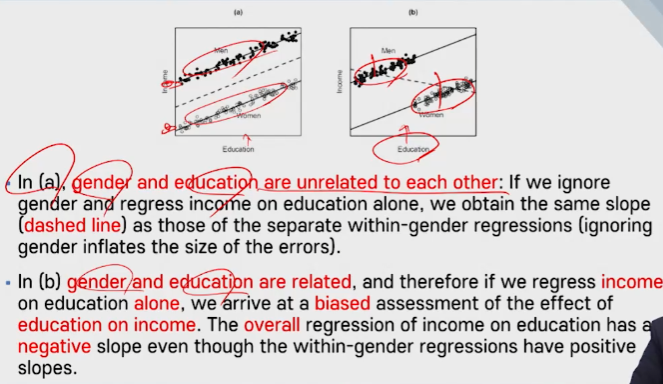 (a)
(b)
Men
Men
Income
Income
Women
Women
Education
Education
▪ In (a), gender and education are unrelated to each other: If we ignore
gender and regress income on education alone, we obtain the same slope
(dashed line) as those of the separate within-gender regressions (ignoring
gender inflates the size of the errors).
▪ In (b) gender and education are related, and therefore if we regress income
on education alone, we arrive at a biased assessment of the effect of
education on income. The overall regression of income on education has a
negative slope even though the within-gender regressions have positive
slopes.